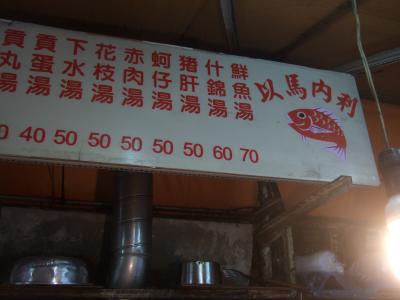 以馬內利
鮮魚湯 70
什錦湯 60
豬肝湯 50
蚵仔湯 50
赤肉湯 50
花枝湯 50
下水湯 50
貢蛋湯 40
貢丸湯 0